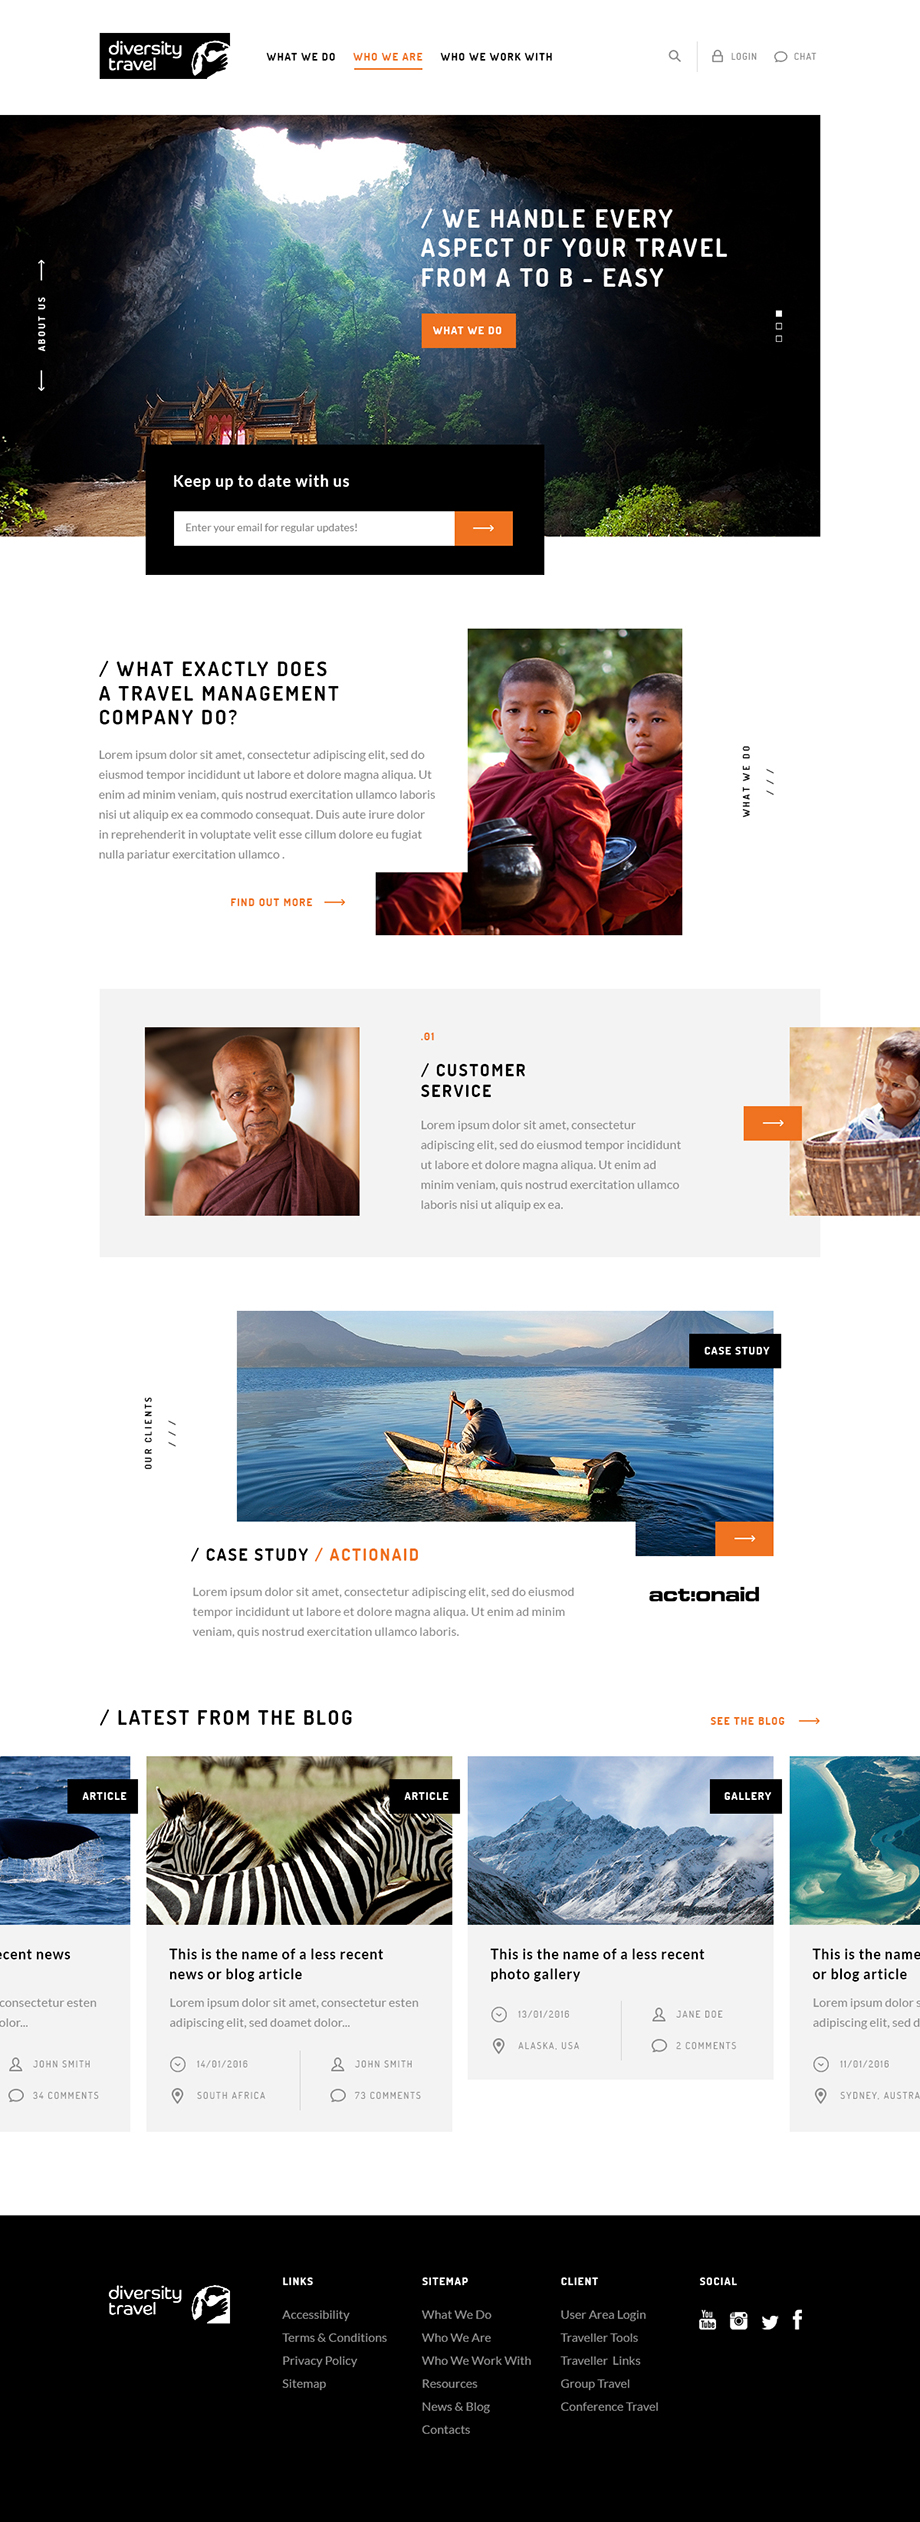 diversity
travel
WHAT WE DO
WHO WE ARE
WHO WE WORK WITH
LOGIN
CHAT
/ WE HANDLE EVERY
ASPECT OF YOUR TRAVEL
FROM A TO B - EASY
WHAT WE DO
ABOUT US
Keep up to date with us
Enter your email for regular updates!
/ WHAT EXACTLY DOES
A TRAVEL MANAGEMENT
COMPANY DO?
Lorem ipsum dolor sit amet, consectetur adipiscing elit, sed do
eiusmod tempor incididunt ut labore et dolore magna aliqua. Ut
enim ad minim veniam, quis nostrud exercitation ullamco laboris
nisi ut aliquip ex ea commodo consequat. Duis aute irure dolor
in reprehenderit in voluptate velit esse cillum dolore eu fugiat
nulla pariatur exercitation ullamco .
FIND OUT MORE
WHAT WE DO
/ / /
.01
/ CUSTOMER
SERVICE
Lorem ipsum dolor sit amet, consectetur
adipiscing elit, sed do eiusmod tempor incididunt
ut labore et dolore magna aliqua. Ut enim ad
minim veniam, quis nostrud exercitation ullamco
laboris nisi ut aliquip ex ea.
OUR CLIENTS
/ / /
CASE STUDY
/ CASE STUDY / ACTIONAID
Lorem ipsum dolor sit amet, consectetur adipiscing elit, sed do eiusmod
tempor incididunt ut labore et dolore magna aliqua. Ut enim ad minim
veniam, quis nostrud exercitation ullamco laboris.
act!onaid
/ LATEST FROM THE BLOG
SEE THE BLOG
ARTICLE
ecent news
consectetur esten
olor...
JOHN SMITH
34 COMMENTS
ARTICLE
This is the name of a less recent
news or blog article
Lorem ipsum dolor sit amet, consectetur esten
adipiscing elit, sed doamet dolor...
14/01/2016
JOHN SMITH
SOUTH AFRICA
73 COMMENTS
GALLERY
This is the name of a less recent
photo gallery
13/01/2016
JANE DOE
ALASKA, USA
2 COMMENTS
This is the name
or blog article
Lorem ipsum dolor s
adipiscing elit, sed d
11/01/2016
SYDNEY, AUSTRA
diversity
travel
LINKS
Accessibility
Terms & Conditions
Privacy Policy
Sitemap
SITEMAP
What We Do
Who We Are
Who We Work With
Resources
News & Blog
Contacts
CLIENT
User Area Login
Traveller Tools
Traveller Links
Group Travel
Conference Travel
SOCIAL
You
Tube